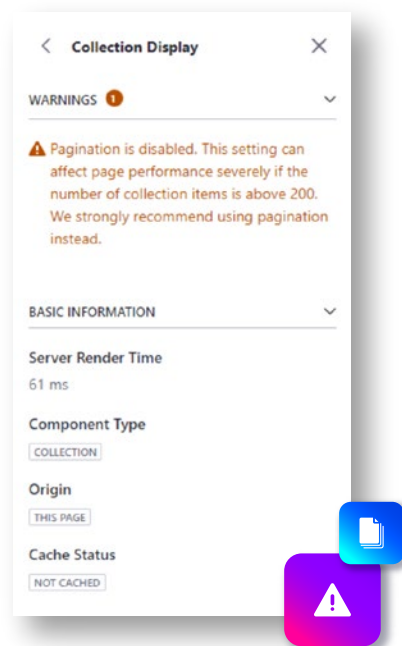 Collection Display
WARNINGS 1
Pagination is disabled. This setting can
affect page performance severely if the
number of collection items is above 200.
We strongly recommend using pagination
instead.
BASIC INFORMATION
Server Render Time
61 ms
Component Type
COLLECTION
Origin
THIS PAGE
Cache Status
NOT CACHED